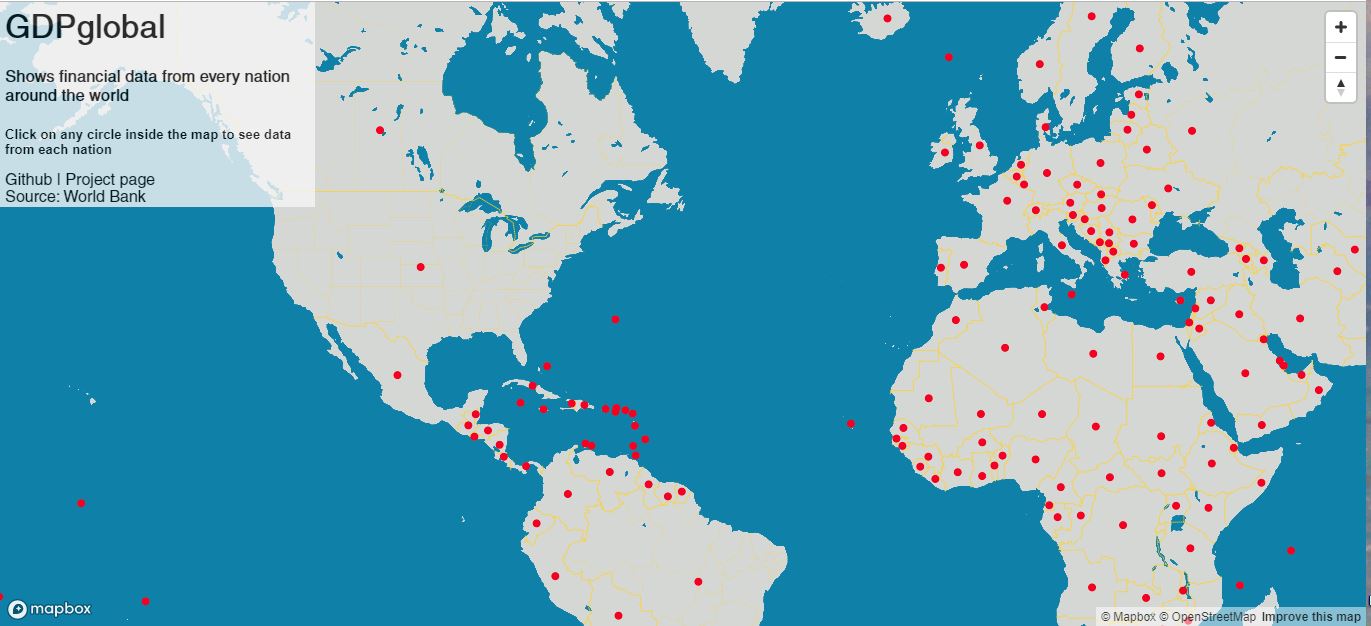 GDPglobal
Shows financial data from every nation
around the world
Click on any circle inside the map to see data
from each nation
Github | Project page
Source: World Bank
+
−
mapbox
© Mapbox © OpenStreetMap Improve this map